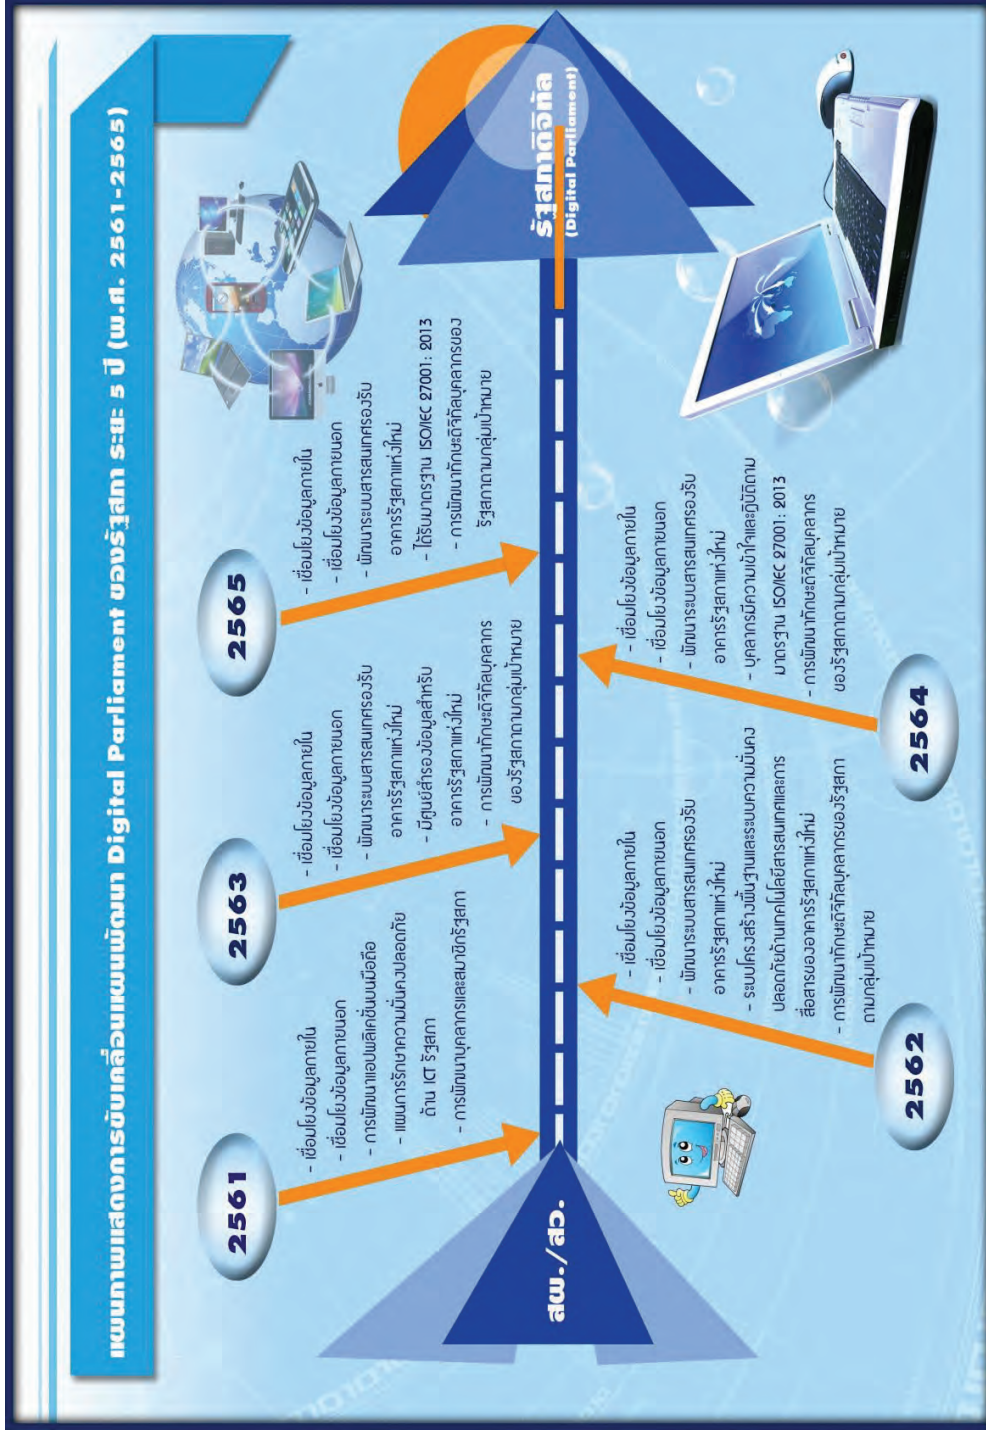 แผนภาพแสดงการขับเคลื่อนแผนพัฒนา Digital Parliament ของรัฐสภา ระยะ 5 ปี (พ.ศ. 2561-2565)
2561
- เชื่อมโยงข้อมูลภายใน
- เชื่อมโยงข้อมูลภายนอก
- การพัฒนาแอปพลิเคชั่นบนมือถือ
- แผนการรักษาความมั่นคงปลอดภัย
ด้าน ICT รัฐสภา
- การพัฒนาบุคลากรและสมาชิกรัฐสภา
2563
- เชื่อมโยงข้อมูลภายใน
- เชื่อมโยงข้อมูลภายนอก
- พัฒนาระบบสารสนเทศรองรับ
อาคารรัฐสภาแห่งใหม่
- มีศูนย์สำรองข้อมูลสำหรับ
อาคารรัฐสภาแห่งใหม่
- การพัฒนาทักษะดิจิทัลบุคลากร
ของรัฐสภาตามกลุ่มเป้าหมาย
2565
- เชื่อมโยงข้อมูลภายใน
- เชื่อมโยงข้อมูลภายนอก
- พัฒนาระบบสารสนเทศรองรับ
อาคารรัฐสภาแห่งใหม่
- ได้รับมาตรฐาน ISO/IEC 27001: 2013
- การพัฒนาทักษะดิจิทัลบุคลากรของ
รัฐสภาตามกลุ่มเป้าหมาย
สผ./สว.
รัฐสภาดิจิทัล
(Digital Parliament)
2562
- เชื่อมโยงข้อมูลภายใน
- เชื่อมโยงข้อมูลภายนอก
- พัฒนาระบบสารสนเทศรองรับ
อาคารรัฐสภาแห่งใหม่
- ระบบโครงสร้างพื้นฐานและระบบความมั่นคง
ปลอดภัยด้านเทคโนโลยีสารสนเทศและการ
สื่อสารของอาคารรัฐสภาแห่งใหม่
- การพัฒนาทักษะดิจิทัลบุคลากรของรัฐสภา
ตามกลุ่มเป้าหมาย
2564
- เชื่อมโยงข้อมูลภายใน
- เชื่อมโยงข้อมูลภายนอก
- พัฒนาระบบสารสนเทศรองรับ
อาคารรัฐสภาแห่งใหม่
- บุคลากรมีความเข้าใจและปฏิบัติตาม
มาตรฐาน ISO/IEC 27001: 2013
- การพัฒนาทักษะดิจิทัลบุคลากร
ของรัฐสภาตามกลุ่มเป้าหมาย